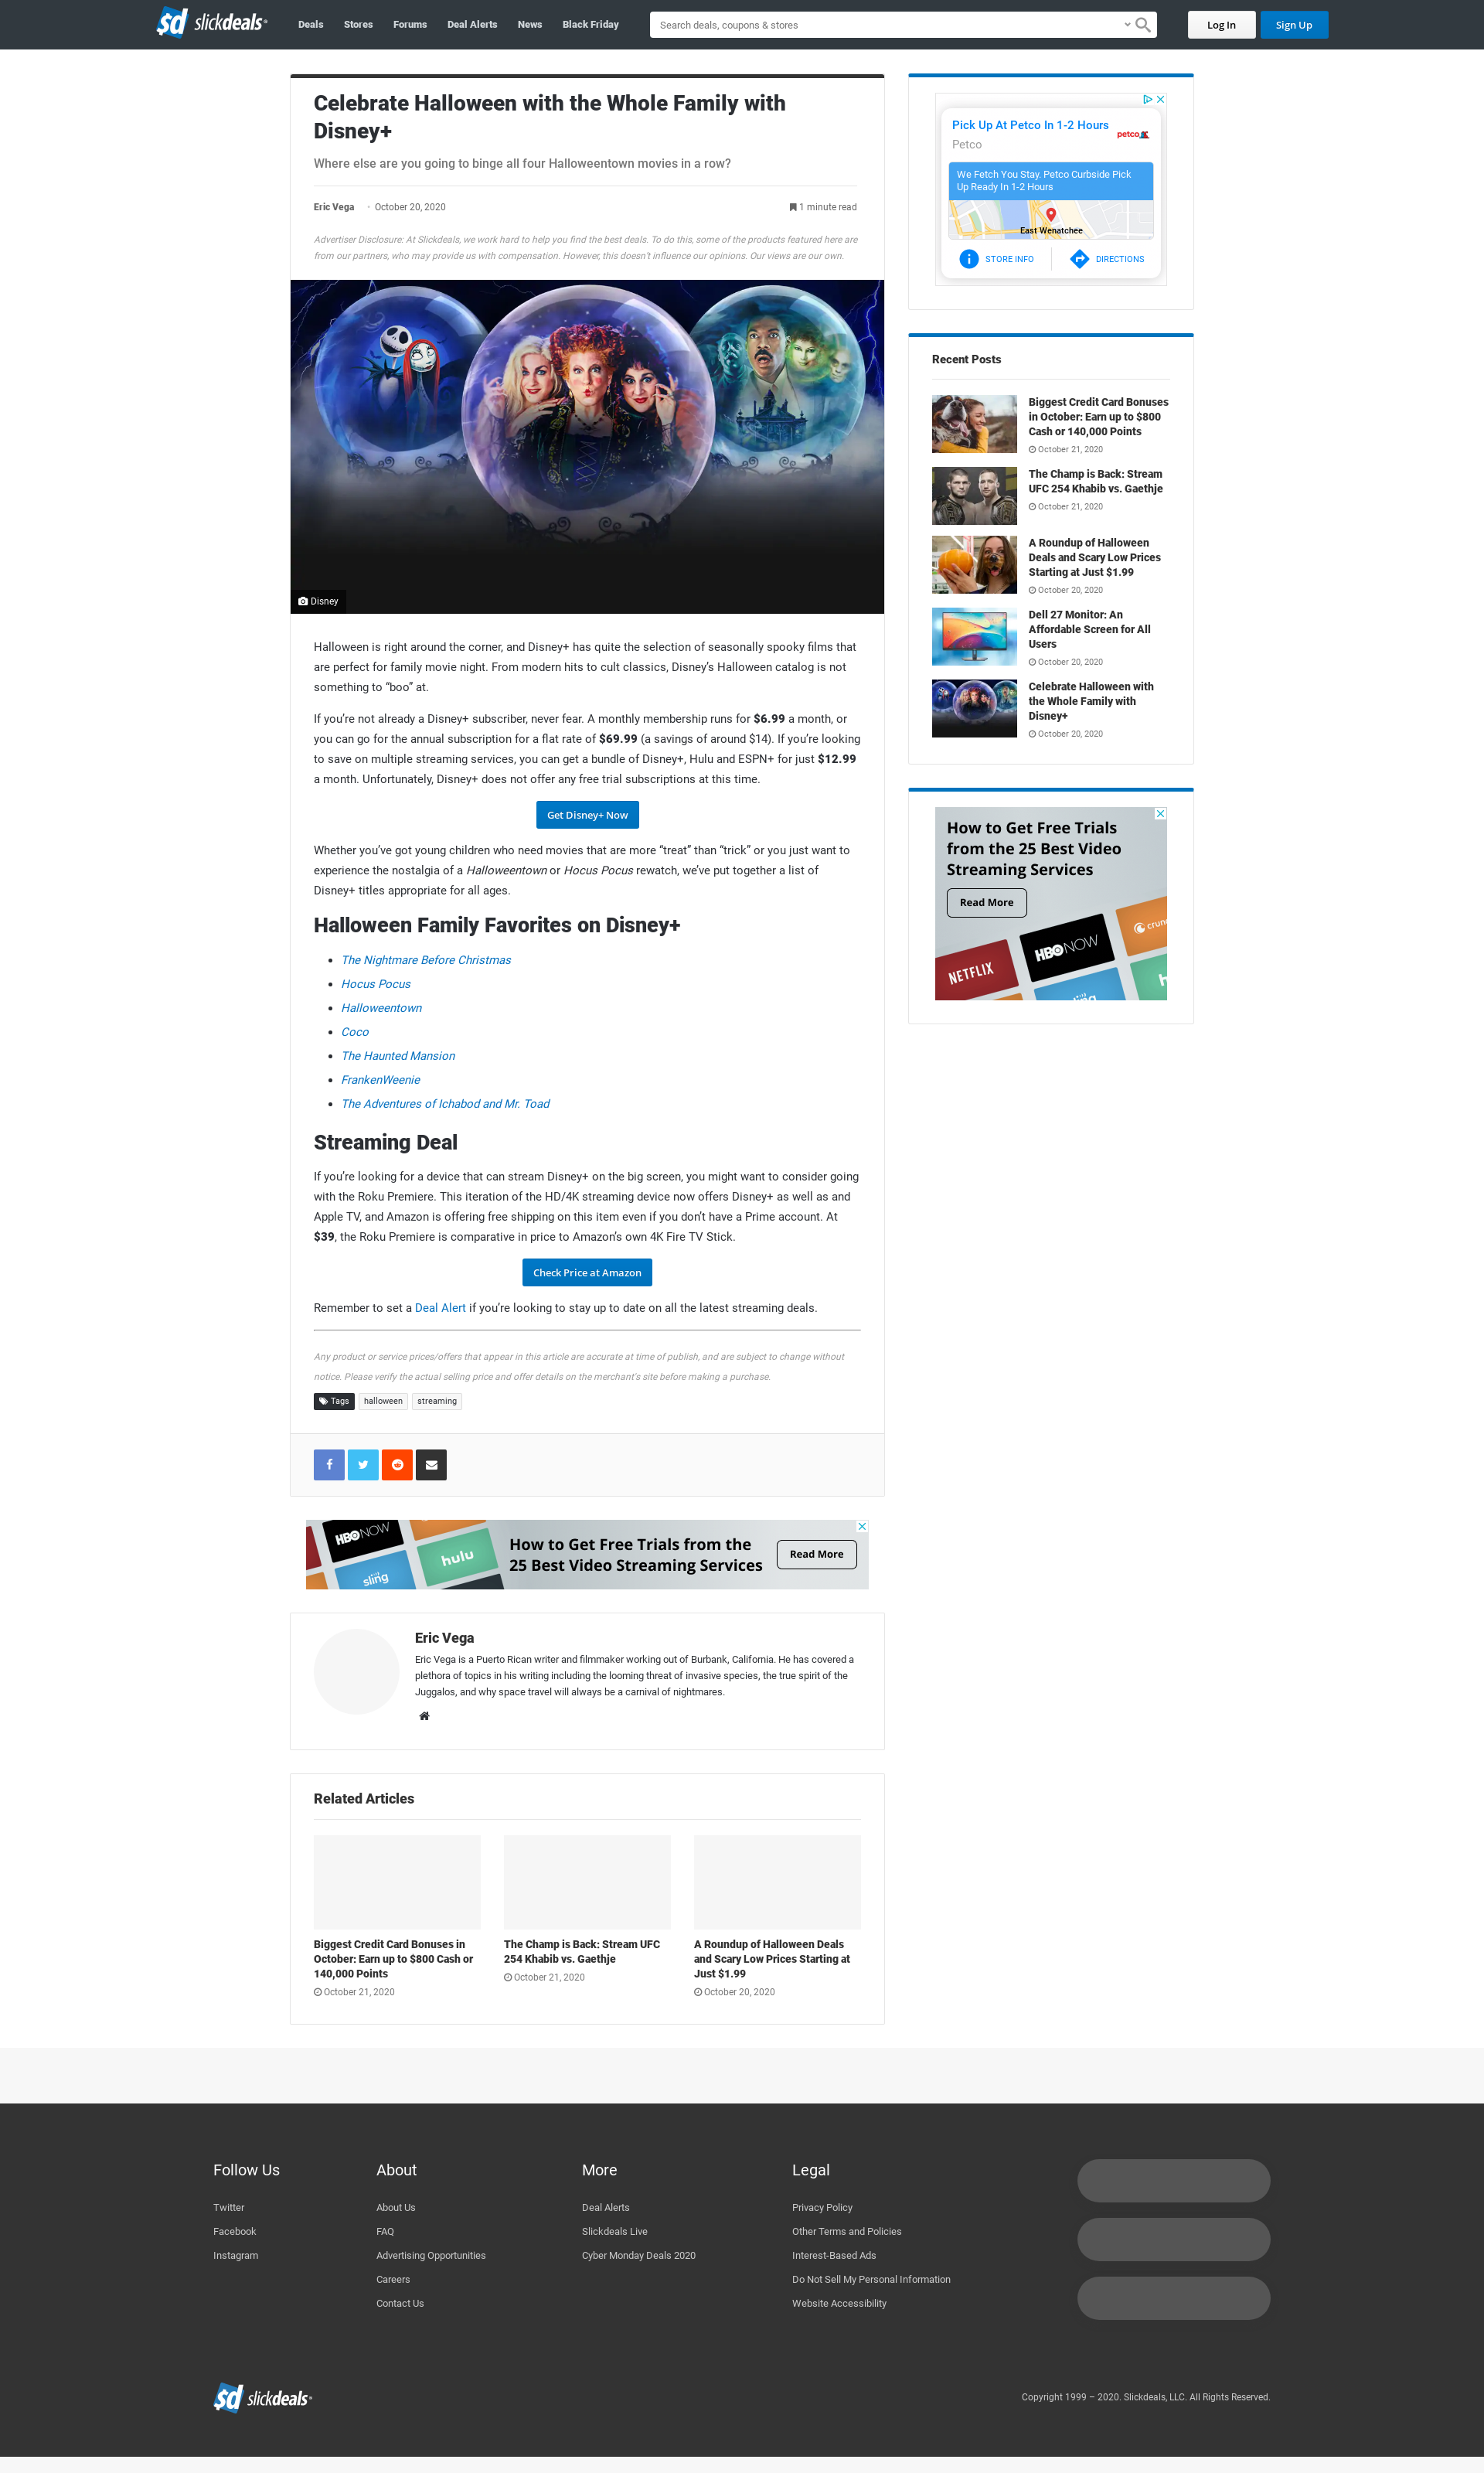 sd slickdeals
Deals
Stores
Forums
Deal Alerts
News
Black Friday
Search deals, coupons & stores
Log In
Sign Up
Celebrate Halloween with the Whole Family with
Disney+
Where else are you going to binge all four Halloweentown movies in a row?
Eric Vega · October 20, 2020
1 minute read
Advertiser Disclosure: At Slickdeals, we work hard to help you find the best deals. To do this, some of the products featured here are
from our partners, who may provide us with compensation. However, this doesn't influence our opinions. Our views are our own.
Disney
Halloween is right around the corner, and Disney+ has quite the selection of seasonally spooky films that
are perfect for family movie night. From modern hits to cult classics, Disney's Halloween catalog is not
something to “boo” at.
If you're not already a Disney+ subscriber, never fear. A monthly membership runs for $6.99 a month, or
you can go for the annual subscription for a flat rate of $69.99 (a savings of around $14). If you're looking
to save on multiple streaming services, you can get a bundle of Disney+, Hulu and ESPN+ for just $12.99
a month. Unfortunately, Disney+ does not offer any free trial subscriptions at this time.
Get Disney+ Now
Whether you've got young children who need movies that are more “treat” than “trick” or you just want to
experience the nostalgia of a Halloweentown or Hocus Pocus rewatch, we've put together a list of
Disney+ titles appropriate for all ages.
Halloween Family Favorites on Disney+
• The Nightmare Before Christmas
• Hocus Pocus
• Halloweentown
• Coco
• The Haunted Mansion
• FrankenWeenie
• The Adventures of Ichabod and Mr. Toad
Streaming Deal
If you're looking for a device that can stream Disney+ on the big screen, you might want to consider going
with the Roku Premiere. This iteration of the HD/4K streaming device now offers Disney+ as well as and
Apple TV, and Amazon is offering free shipping on this item even if you don't have a Prime account. At
$39, the Roku Premiere is comparative in price to Amazon's own 4K Fire TV Stick.
Check Price at Amazon
Remember to set a Deal Alert if you're looking to stay up to date on all the latest streaming deals.
Any product or service prices/offers that appear in this article are accurate at time of publish, and are subject to change without
notice. Please verify the actual selling price and offer details on the merchant's site before making a purchase.
Tags
halloween
streaming
HBO NOW
sling
hulu
How to Get Free Trials from the
25 Best Video Streaming Services
Read More
Eric Vega
Eric Vega is a Puerto Rican writer and filmmaker working out of Burbank, California. He has covered a
plethora of topics in his writing including the looming threat of invasive species, the true spirit of the
Juggalos, and why space travel will always be a carnival of nightmares.
Related Articles
Biggest Credit Card Bonuses in
October: Earn up to $800 Cash or
140,000 Points
October 21, 2020
The Champ is Back: Stream UFC
254 Khabib vs. Gaethje
October 21, 2020
A Roundup of Halloween Deals
and Scary Low Prices Starting at
Just $1.99
October 20, 2020
Pick Up At Petco In 1-2 Hours
Petco
petco
We Fetch You Stay. Petco Curbside Pick
Up Ready In 1-2 Hours
East Wenatchee
STORE INFO
DIRECTIONS
Recent Posts
Biggest Credit Card Bonuses
in October: Earn up to $800
Cash or 140,000 Points
October 21, 2020
The Champ is Back: Stream
UFC 254 Khabib vs. Gaethje
October 21, 2020
A Roundup of Halloween
Deals and Scary Low Prices
Starting at Just $1.99
October 20, 2020
Dell 27 Monitor: An
Affordable Screen for All
Users
October 20, 2020
Celebrate Halloween with
the Whole Family with
Disney+
October 20, 2020
How to Get Free Trials
from the 25 Best Video
Streaming Services
Read More
NETFLIX
HBO NOW
crunc
sling
h
Follow Us
Twitter
Facebook
Instagram
About
About Us
FAQ
Advertising Opportunities
Careers
Contact Us
More
Deal Alerts
Slickdeals Live
Cyber Monday Deals 2020
Legal
Privacy Policy
Other Terms and Policies
Interest-Based Ads
Do Not Sell My Personal Information
Website Accessibility
sd slickdeals
Copyright 1999 – 2020. Slickdeals, LLC. All Rights Reserved.